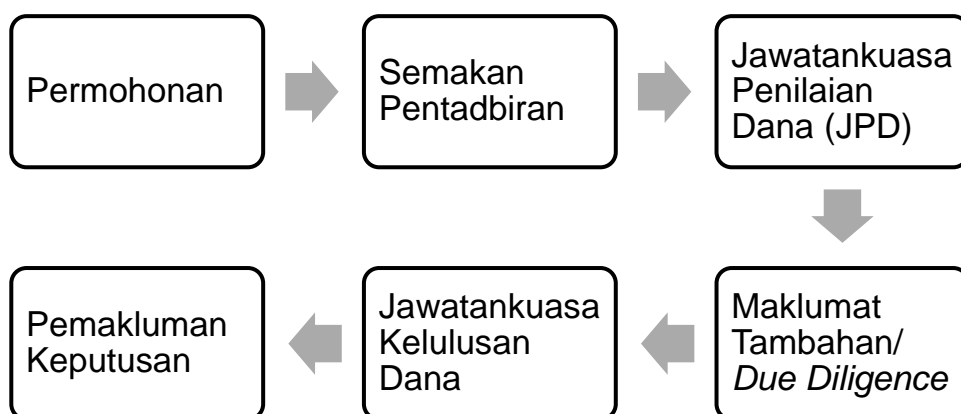 Permohonan
Semakan
Pentadbiran
Jawatankuasa
Penilaian
Dana (JPD)
Maklumat
Tambahan/
Due Diligence
Jawatankuasa
Kelulusan
Dana
Pemakluman
Keputusan